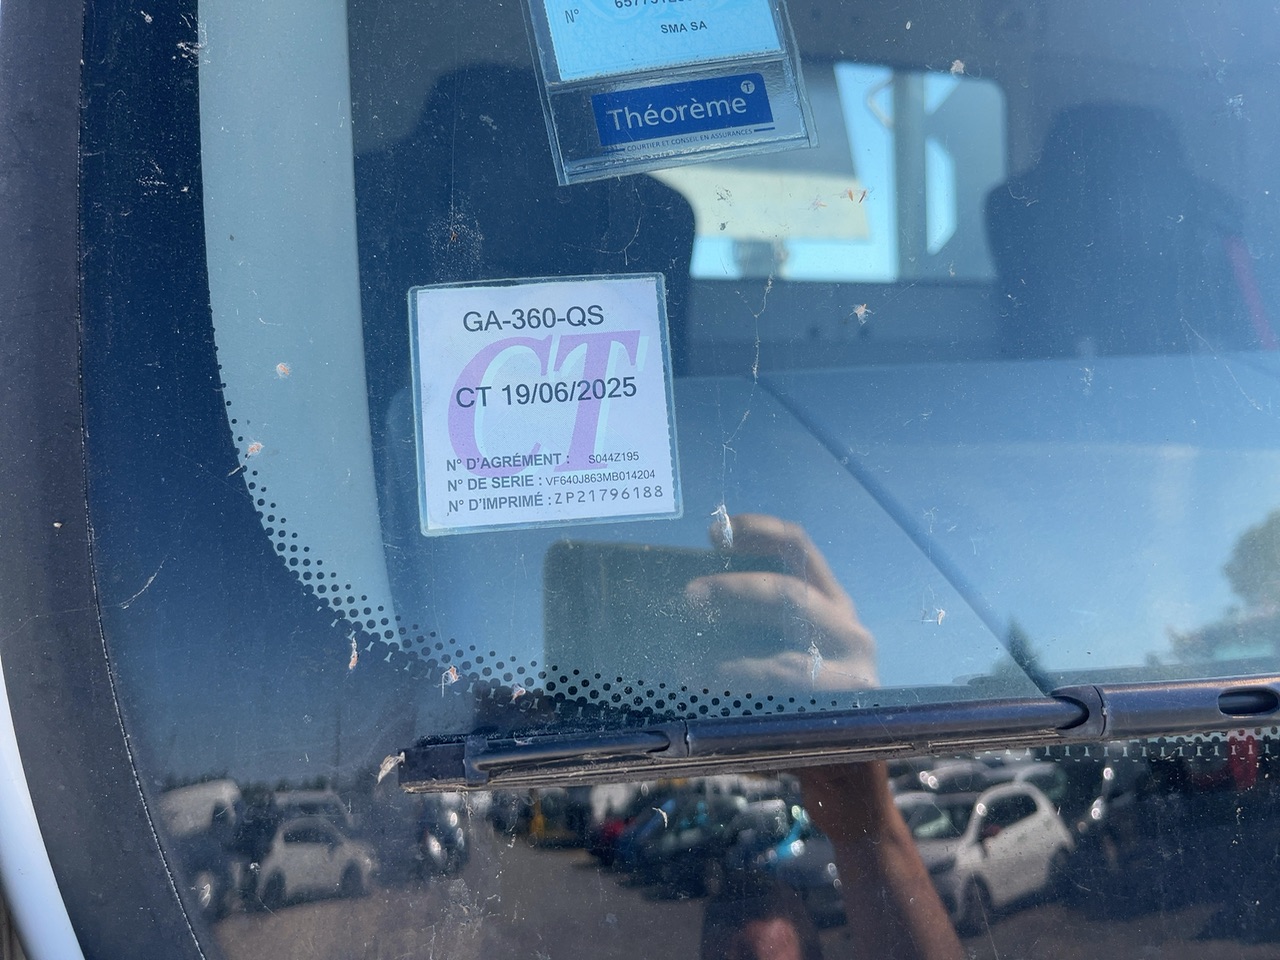 N°
SMA SA
Théorème T
COURTIER ET CONSEIL EN ASSURANCES
GA-360-QS
CT
CT 19/06/2025
N° D'AGRÉMENT : S044Z195
N° DE SERIE : VF640J863MB014204
N° D'IMPRIMÉ : ZP21796188